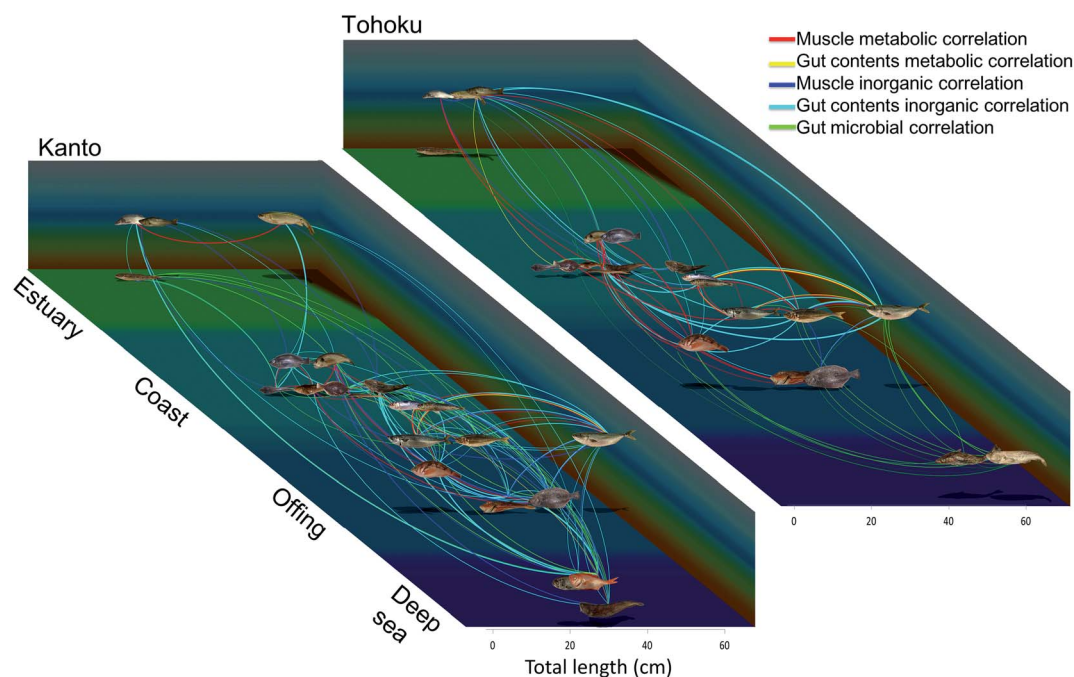 Tohoku
Muscle metabolic correlation
Gut contents metabolic correlation
Muscle inorganic correlation
Gut contents inorganic correlation
Gut microbial correlation
Kanto
Estuary
Coast
Offing
Deep
sea
0 20 40 60
0 20 40 60
Total length (cm)